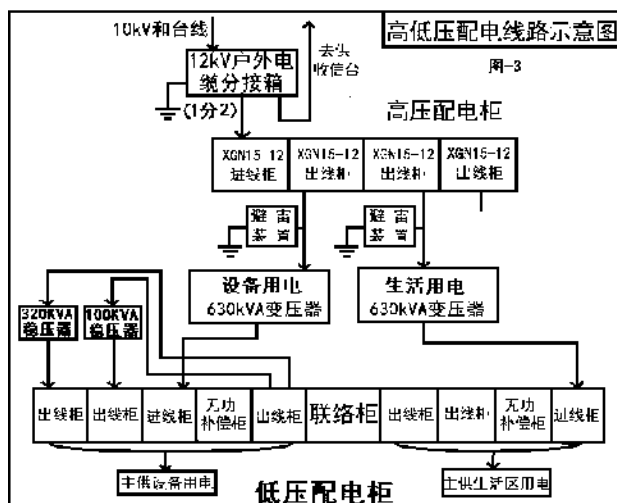 10kV和台线
高低压配电线路示意图
去供
收信台
图-3
12kV户外电
缆分接箱
(1分2)
高压配电柜
XGN15-12
进线柜
XGN15-12
出线柜
XGN15-12
出线柜
XGN15-12
出线柜
避雷
装置
避雷
装置
设备用电
630kVA变压器
生活用电
630kVA变压器
320KVA
稳压器
100KVA
稳压器
出线柜
出线柜
进线柜
无功
补偿柜
出线柜
联络柜
出线柜
出线柜
无功
补偿柜
进线柜
主供设备用电
低压配电柜
主供生活区用电